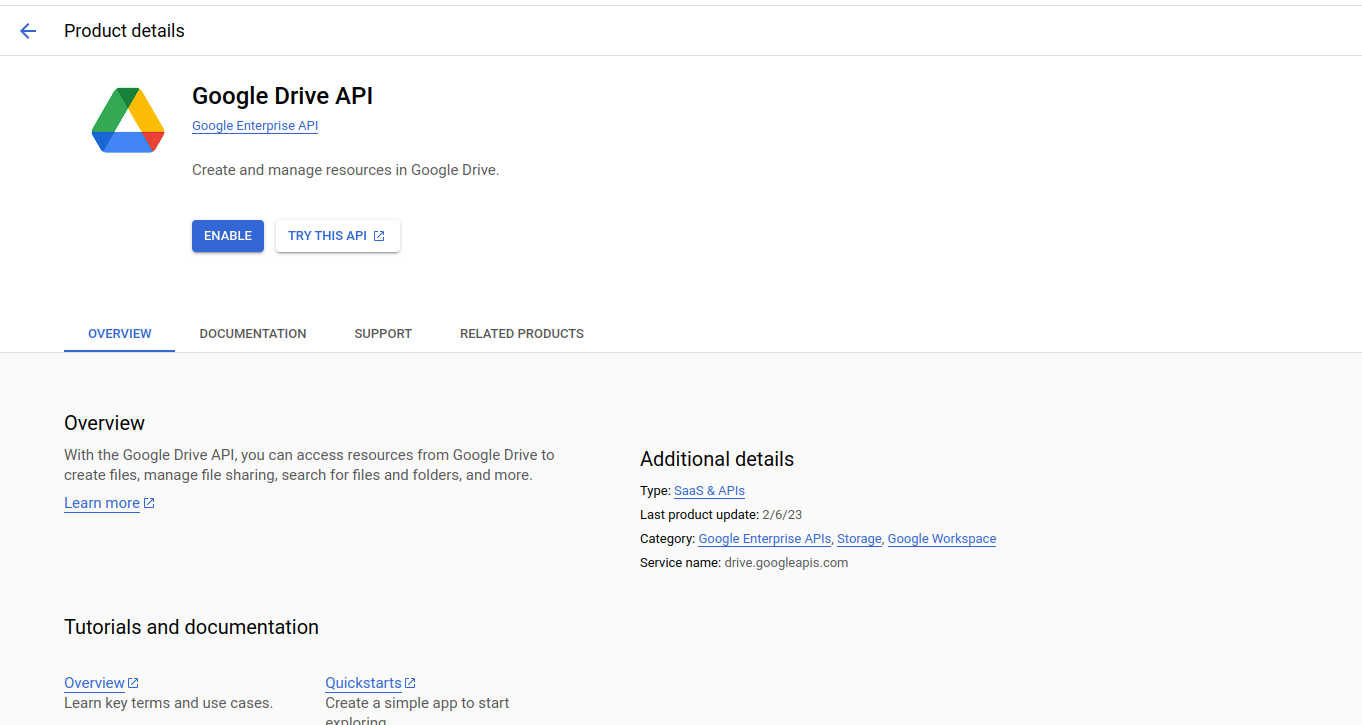 Product details
Google Drive API
Google Enterprise API
Create and manage resources in Google Drive.
ENABLE
TRY THIS API
OVERVIEW
DOCUMENTATION
SUPPORT
RELATED PRODUCTS
Overview
With the Google Drive API, you can access resources from Google Drive to
create files, manage file sharing, search for files and folders, and more.
Learn more
Additional details
Type: SaaS & APIs
Last product update: 2/6/23
Category: Google Enterprise APIs, Storage, Google Workspace
Service name: drive.googleapis.com
Tutorials and documentation
Overview
Learn key terms and use cases.
Quickstarts
Create a simple app to start
exploring